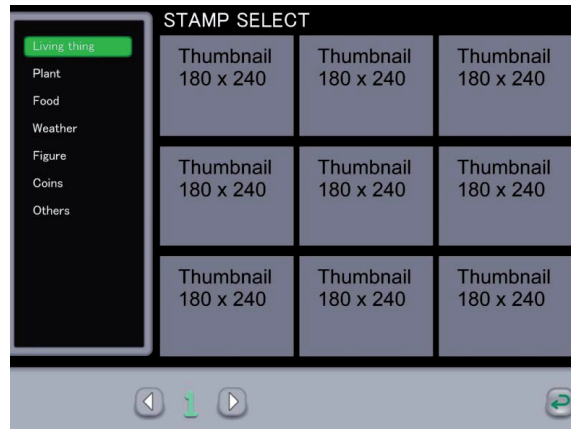 STAMP SELECT
Living thing
Plant
Food
Weather
Figure
Coins
Others
Thumbnail
180 x 240
Thumbnail
180 x 240
Thumbnail
180 x 240
Thumbnail
180 x 240
Thumbnail
180 x 240
Thumbnail
180 x 240
Thumbnail
180 x 240
Thumbnail
180 x 240
Thumbnail
180 x 240
1